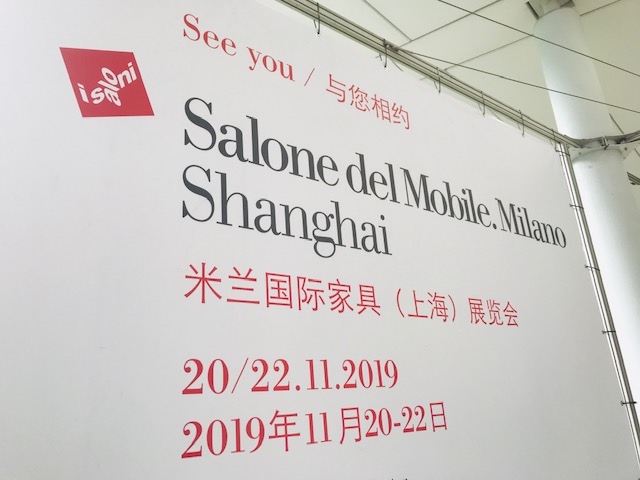 See you / 与您相约
i saloni
Salone del Mobile.Milano
Shanghai
米兰国际家具（上海）展览会
20/22.11.2019
2019年11月20-22日